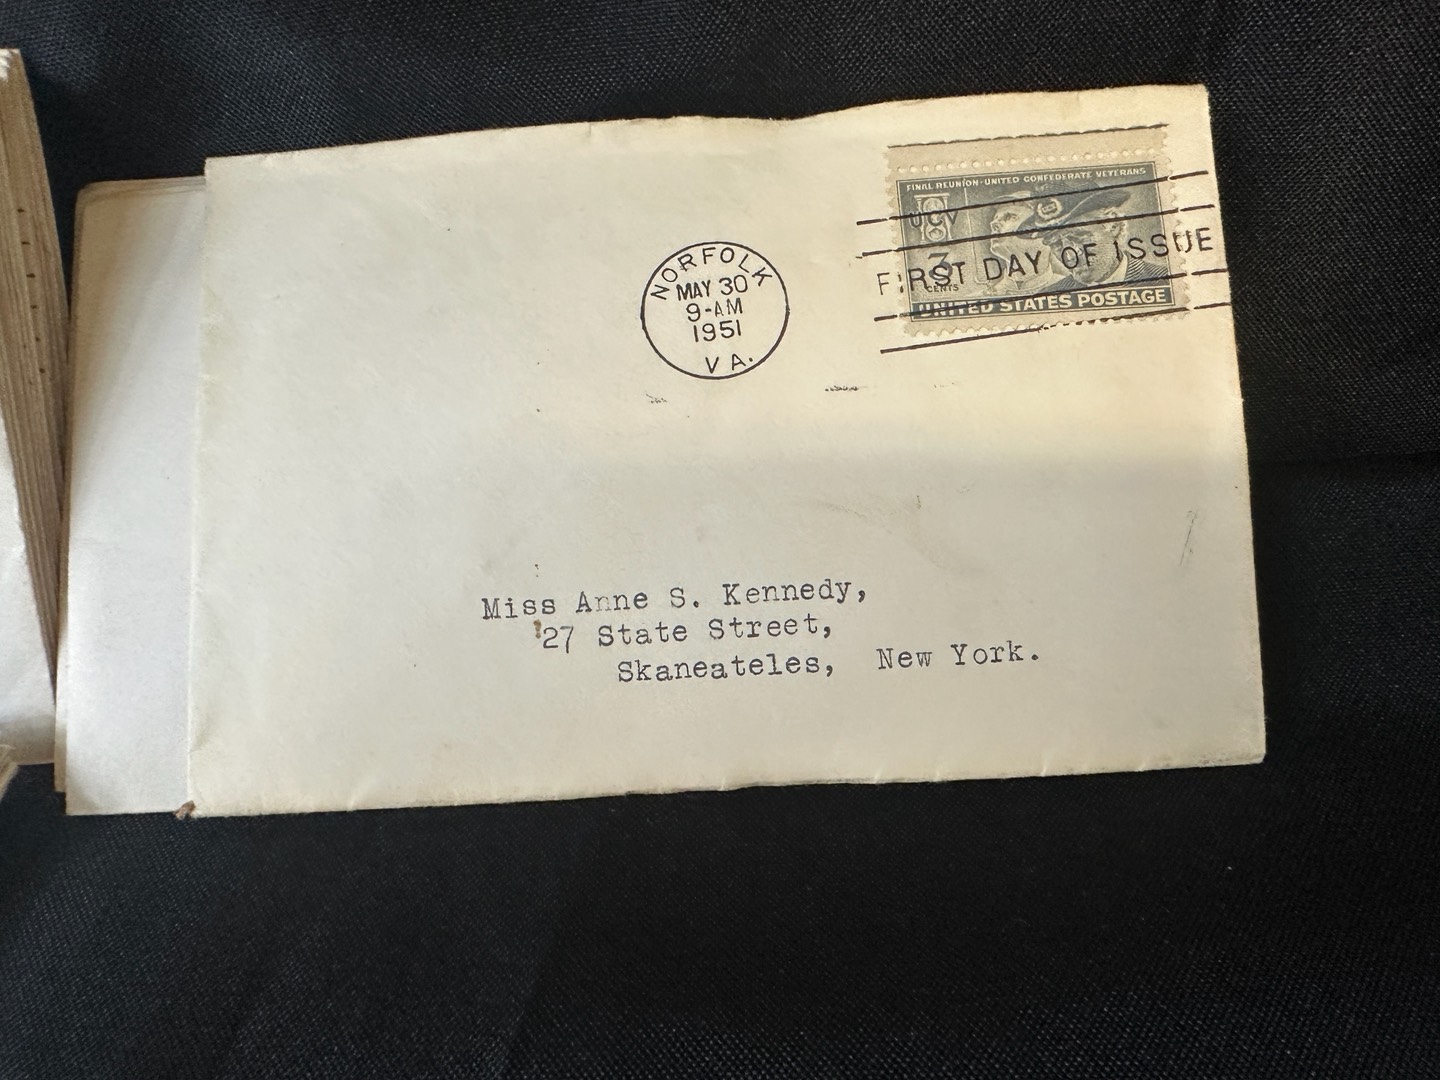 FINAL REUNION · UNITED CONFEDERATE VETERANS
UCV
3
CENTS
UNITED STATES POSTAGE
FIRST DAY OF ISSUE
NORFOLK
MAY 30
9-AM
1951
VA.
Miss Anne S. Kennedy,
27 State Street,
Skaneateles, New York.